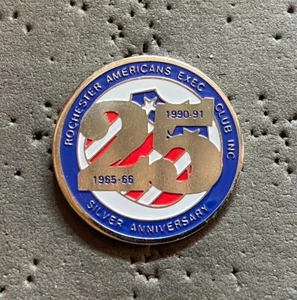 ROCHESTER AMERICANS EXEC. CLUB INC
25
1990-91
1965-66
SILVER ANNIVERSARY